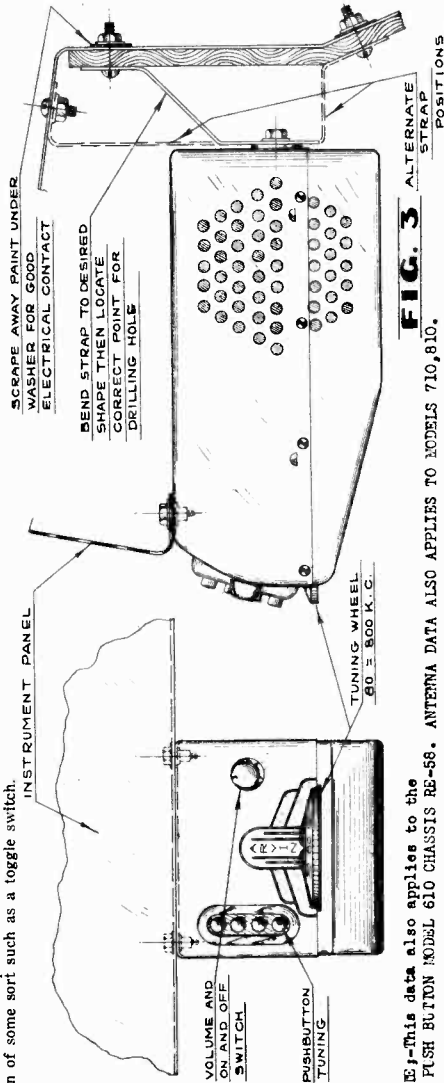 n of some sort such as a toggle switch.
INSTRUMENT PANEL
VOLUME AND
ON AND OFF
SWITCH
PUSHBUTTON
TUNING
ARVIN
TUNING WHEEL
80 = 800 K.C.
SCRAPE AWAY PAINT UNDER
WASHER FOR GOOD
ELECTRICAL CONTACT
BEND STRAP TO DESIRED
SHAPE THEN LOCATE
CORRECT POINT FOR
DRILLING HOLE
FIG. 3
ALTERNATE
STRAP
POSITIONS
E;-This data also applies to the
PUSH BUTTON MODEL 610 CHASSIS RE-58. ANTENNA DATA ALSO APPLIES TO MODELS 710,810.